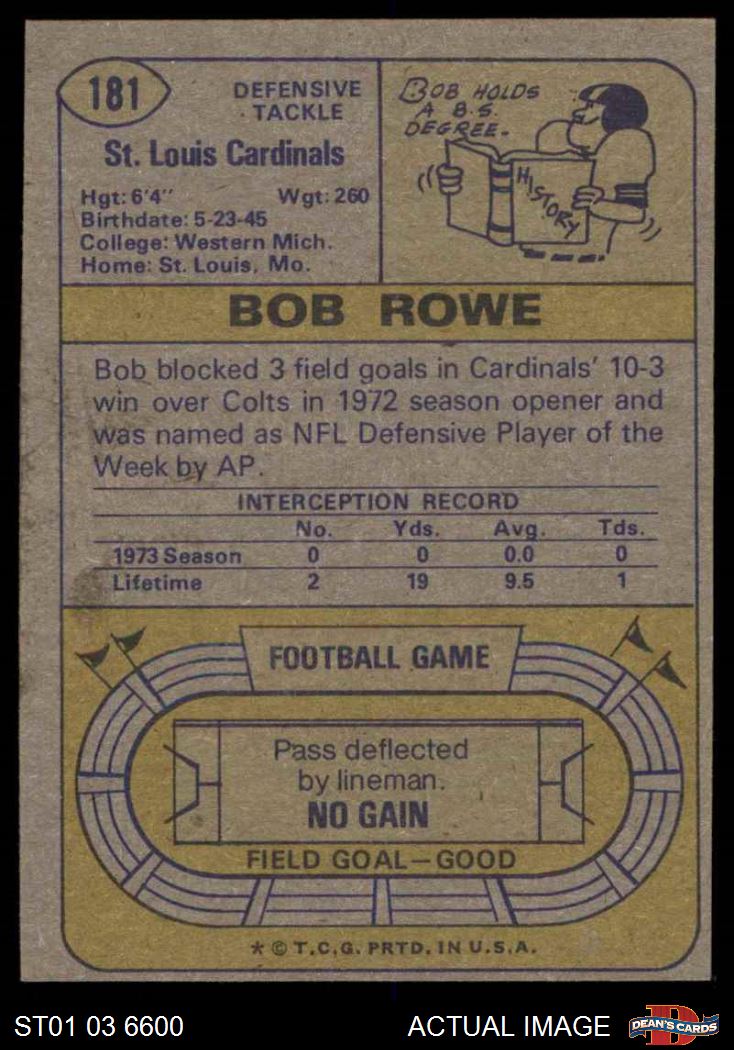 181
DEFENSIVE
TACKLE
St. Louis Cardinals
Hgt: 6'4" Wgt: 260
Birthdate: 5-23-45
College: Western Mich.
Home: St. Louis, Mo.
BOB HOLDS
A B.S.
DEGREE.
HISTORY
BOB ROWE
Bob blocked 3 field goals in Cardinals' 10-3
win over Colts in 1972 season opener and
was named as NFL Defensive Player of the
Week by AP.
INTERCEPTION RECORD
No. Yds. Avg. Tds.
1973 Season 0 0 0.0 0
Lifetime 2 19 9.5 1
FOOTBALL GAME
Pass deflected
by lineman.
NO GAIN
FIELD GOAL—GOOD
* © T.C.G. PRTD. IN U.S.A.
ST01 03 6600 ACTUAL IMAGE
D
DEAN'S CARDS